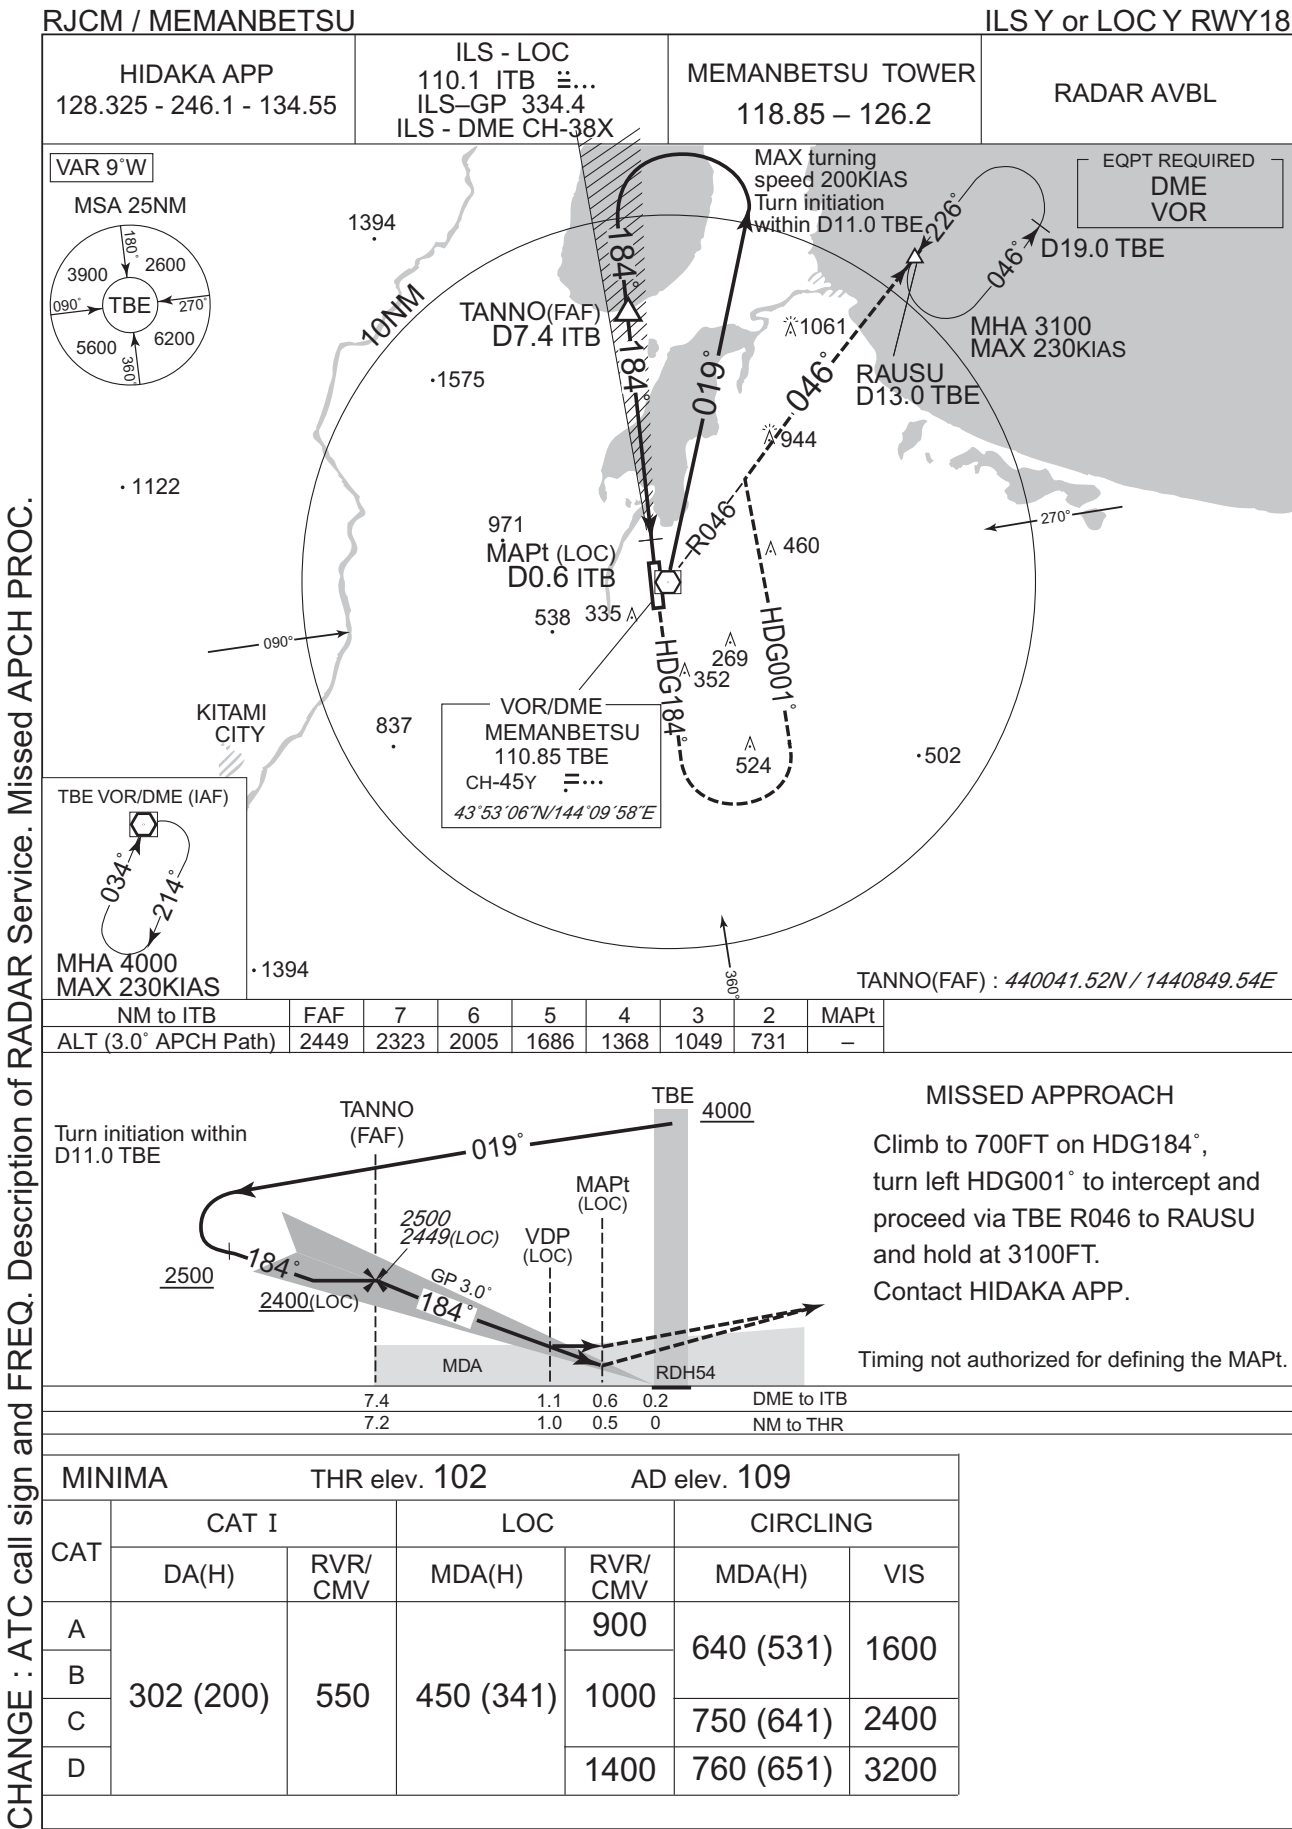 RJCM / MEMANBETSU
ILS Y or LOC Y RWY18
HIDAKA APP
128.325 - 246.1 - 134.55
ILS - LOC
110.1 ITB
ILS–GP 334.4
ILS - DME CH-38X
MEMANBETSU TOWER
118.85 – 126.2
RADAR AVBL
VAR 9˚W
MSA 25NM
180˚
3900
2600
090˚
TBE
270˚
5600
6200
360˚
1394
10NM
1575
1122
184˚
TANNO(FAF)
D7.4 ITB
184˚
019˚
MAX turning
speed 200KIAS
Turn initiation
within D11.0 TBE
226˚
046˚
D19.0 TBE
EQPT REQUIRED
DME
VOR
MHA 3100
MAX 230KIAS
RAUSU
D13.0 TBE
1061
046˚
944
R046
460
270˚
971
MAPt (LOC)
D0.6 ITB
538
335
090˚
269
352
HDG184˚
HDG001˚
524
502
KITAMI
CITY
837
VOR/DME
MEMANBETSU
110.85 TBE
CH-45Y
43˚53´06˝N/144˚09´58˝E
TBE VOR/DME (IAF)
034˚
214˚
MHA 4000
MAX 230KIAS
1394
360˚
TANNO(FAF) : 440041.52N / 1440849.54E
NM to ITB FAF 7 6 5 4 3 2 MAPt
ALT (3.0˚ APCH Path) 2449 2323 2005 1686 1368 1049 731 –
Turn initiation within
D11.0 TBE
TANNO
(FAF)
019˚
TBE
4000
MAPt
(LOC)
VDP
(LOC)
2500
2449(LOC)
2500
184˚
2400(LOC)
GP 3.0˚
184˚
MDA
RDH54
7.4 1.1 0.6 0.2 DME to ITB
7.2 1.0 0.5 0 NM to THR
MISSED APPROACH
Climb to 700FT on HDG184˚,
turn left HDG001˚ to intercept and
proceed via TBE R046 to RAUSU
and hold at 3100FT.
Contact HIDAKA APP.
Timing not authorized for defining the MAPt.
MINIMA THR elev. 102 AD elev. 109
CAT
CAT I LOC CIRCLING
DA(H) RVR/CMV MDA(H) RVR/CMV MDA(H) VIS
A 900
640 (531) 1600
B
302 (200) 550 450 (341) 1000
C 750 (641) 2400
D 1400 760 (651) 3200
CHANGE : ATC call sign and FREQ. Description of RADAR Service. Missed APCH PROC.